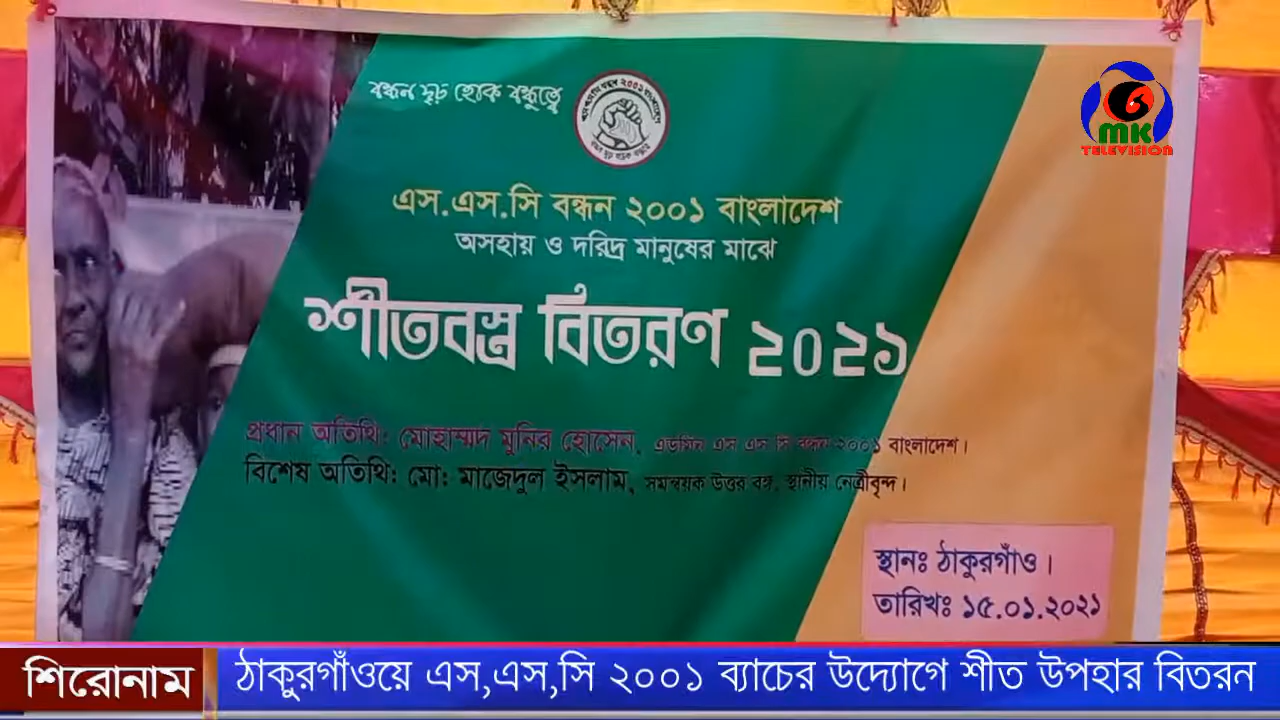 বন্ধন দৃঢ় হোক বন্ধুত্বে
এস.এস.সি বন্ধন ২০০১ বাংলাদেশ
অসহায় ও দরিদ্র মানুষের মাঝে
শীতবস্ত্র বিতরণ ২০২১
প্রধান অতিথি: মোহাম্মদ মুনির হোসেন, এডমিন এস এস সি বন্ধন ২০০১ বাংলাদেশ।
বিশেষ অতিথি: মো: মাজেদুল ইসলাম, সমান্বয়ক উত্তর বঙ্গ, স্থানীয় নেত্রীবৃন্দ।
স্থানঃ ঠাকুরগাঁও।
তারিখঃ ১৫.০১.২০২১
MK
TELEVISION
শিরোনাম
ঠাকুরগাঁওয়ে এস,এস,সি ২০০১ ব্যাচের উদ্যোগে শীত উপহার বিতরন